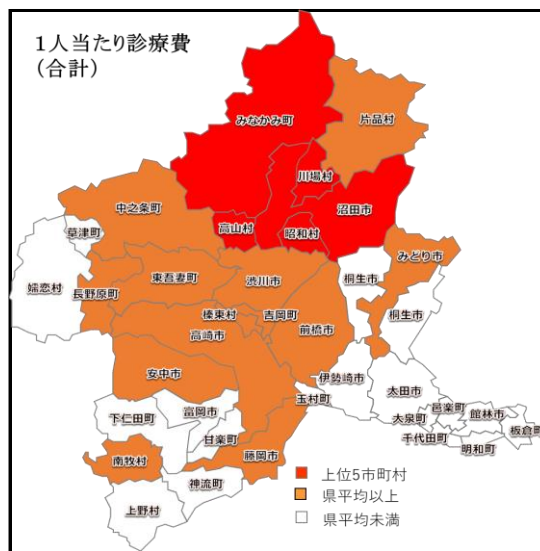 1人当たり診療費
(合計)
みなかみ町
片品村
川場村
中之条町
沼田市
高山村
昭和村
草津町
みどり市
東吾妻町
渋川市
桐生市
嬬恋村
長野原町
榛東村
吉岡町
桐生市
高崎市
前橋市
安中市
伊勢崎市
太田市
玉村町
富岡市
下仁田町
邑楽町
館林市
大泉町
板倉町
甘楽町
千代田町
明和町
藤岡市
南牧村
神流町
上野村
上位5市町村
県平均以上
県平均未満